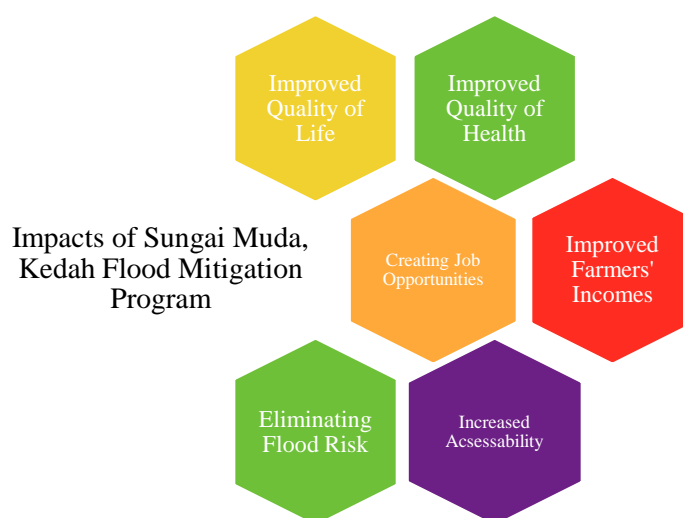 Improved
Quality of
Life
Improved
Quality of
Health
Impacts of Sungai Muda,
Kedah Flood Mitigation
Program
Creating Job
Opportunities
Improved
Farmers'
Incomes
Eliminating
Flood Risk
Increased
Acsessability